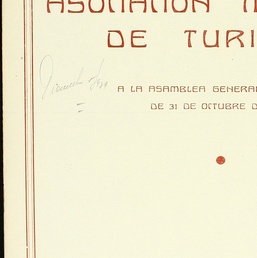 ASOCIACION
DE TURI
A LA ASAMBLEA GENERAL
DE 31 DE OCTUBRE D